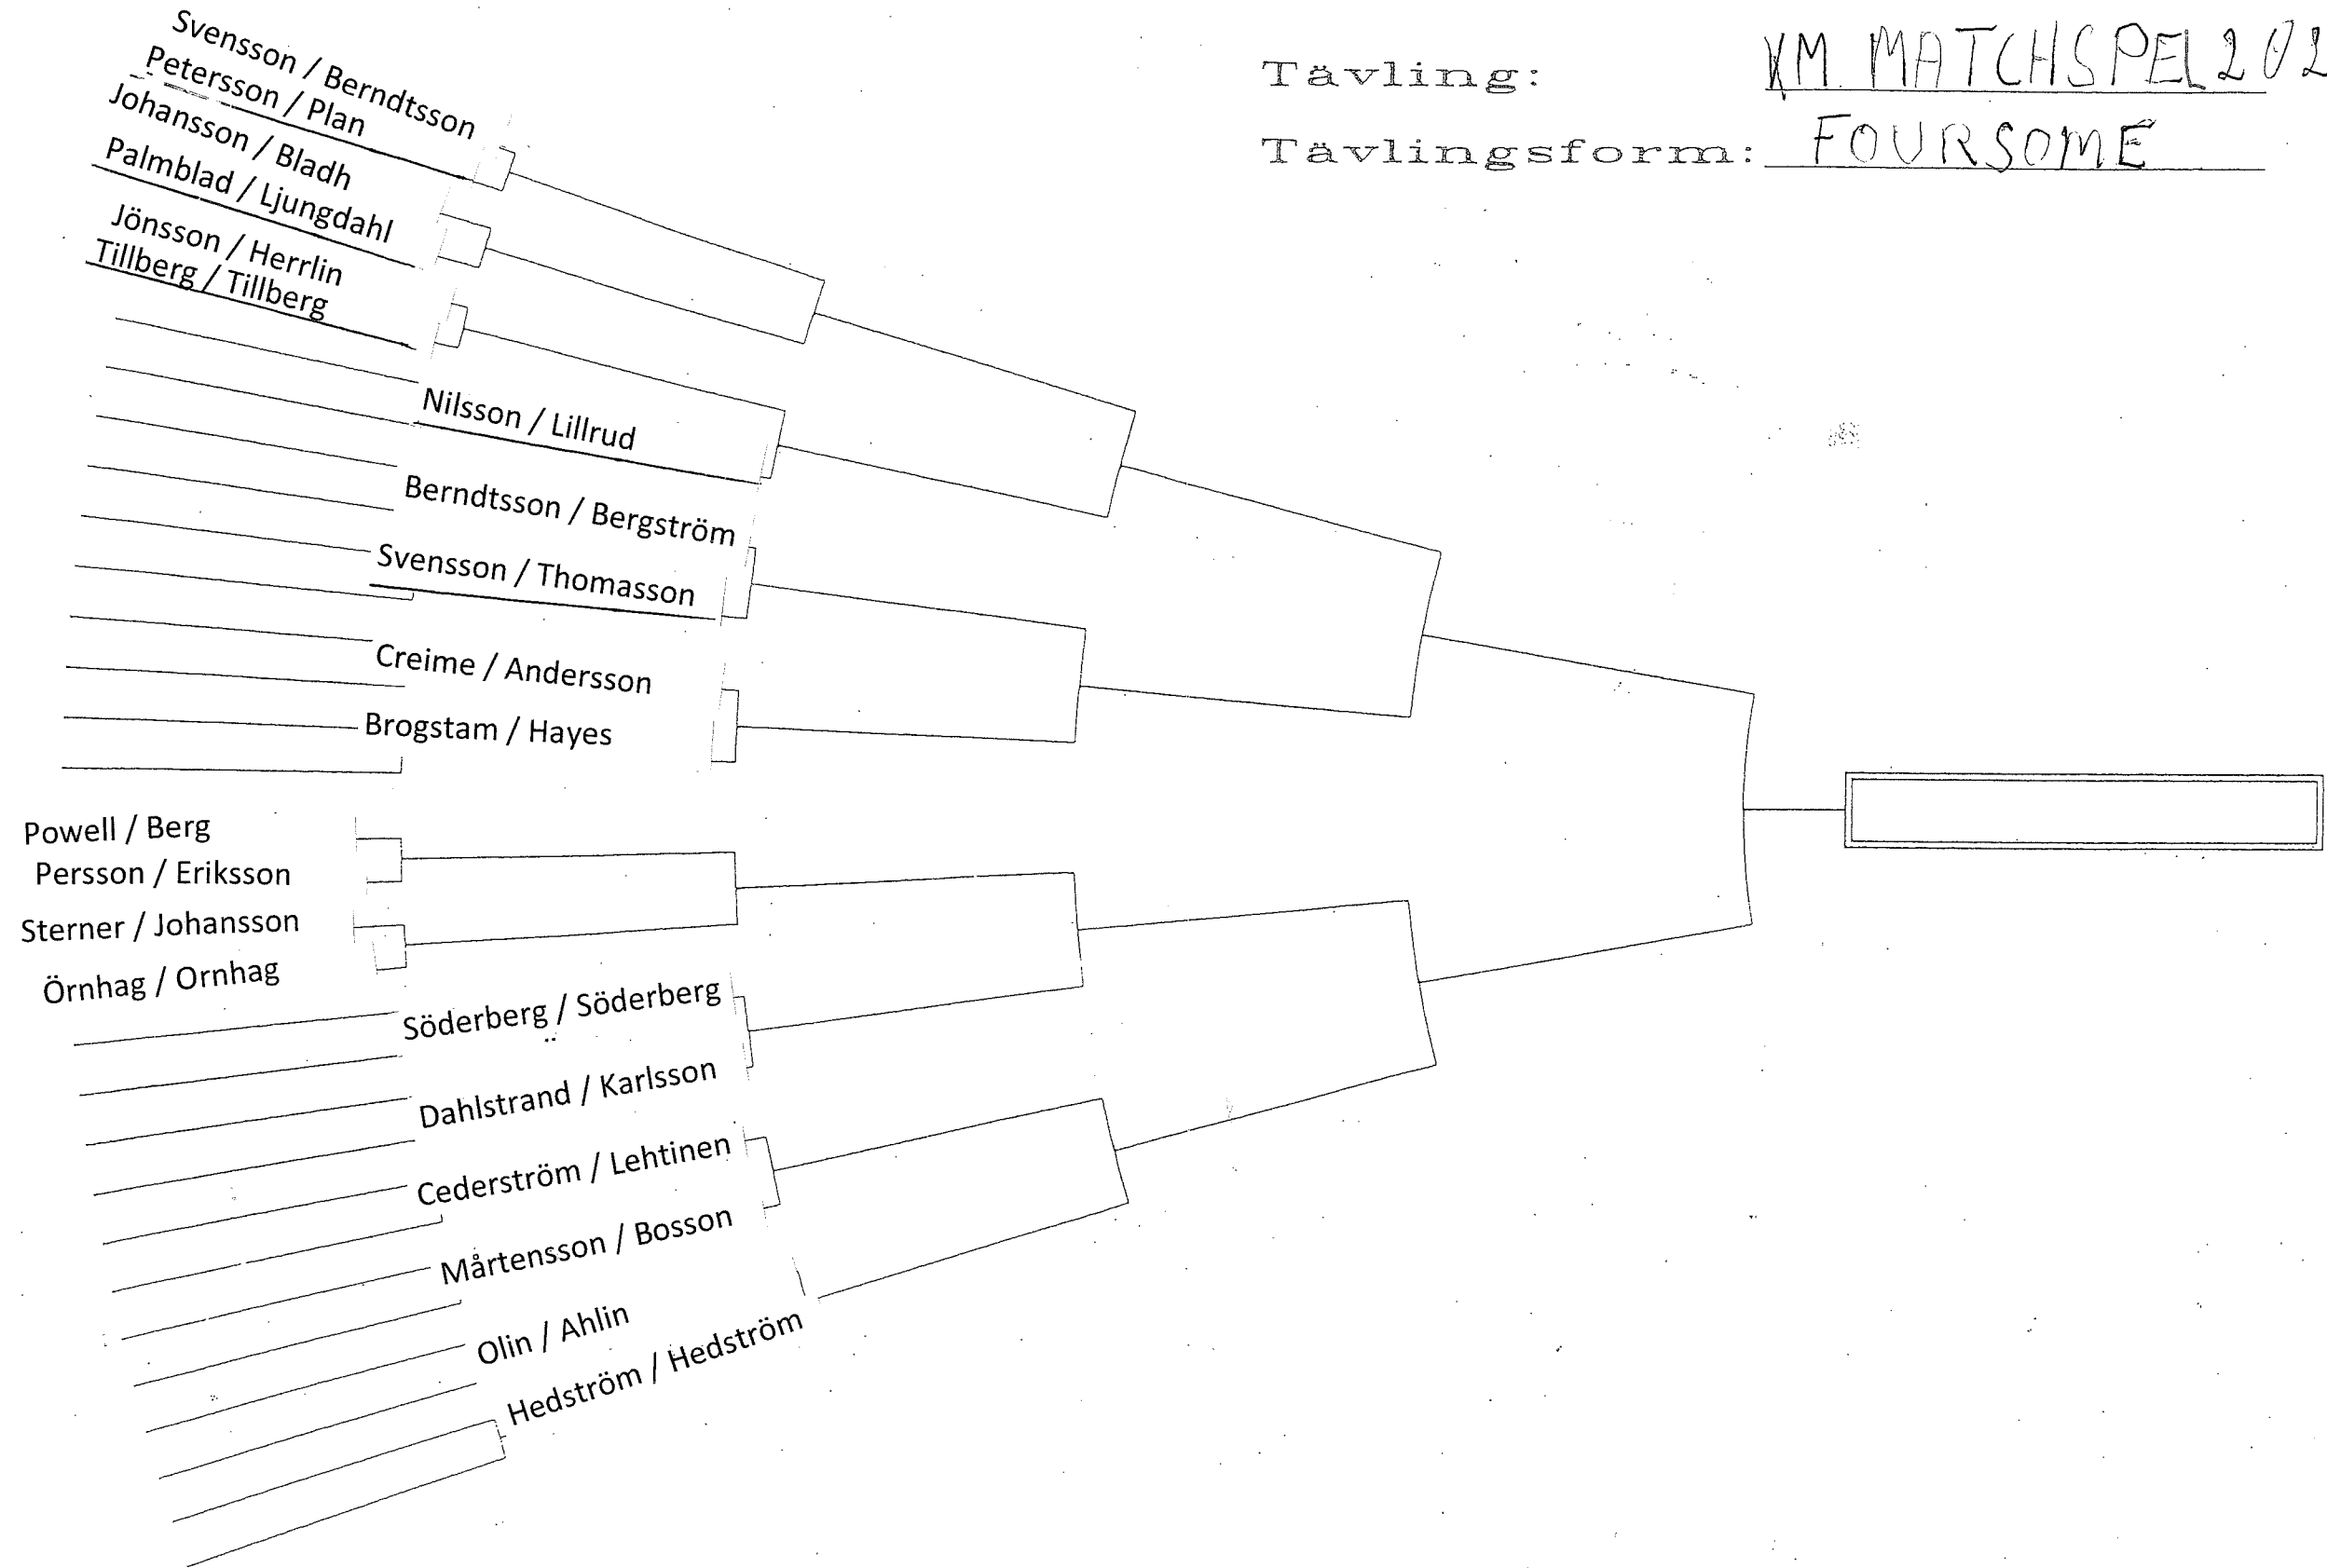 Tävling: KM. MATCHSPEL 202
Tävlingsform: FOURSOME
Svensson / Berndtsson
Petersson / Plan
Johansson / Bladh
Palmblad / Ljungdahl
Jönsson / Herrlin
Tillberg / Tillberg
Nilsson / Lillrud
Berndtsson / Bergström
Svensson / Thomasson
Creime / Andersson
Brogstam / Hayes
Powell / Berg
Persson / Eriksson
Sterner / Johansson
Örnhag / Ornhag
Söderberg / Söderberg
Dahlstrand / Karlsson
Cederström / Lehtinen
Mårtensson / Bosson
Olin / Ahlin
Hedström / Hedström